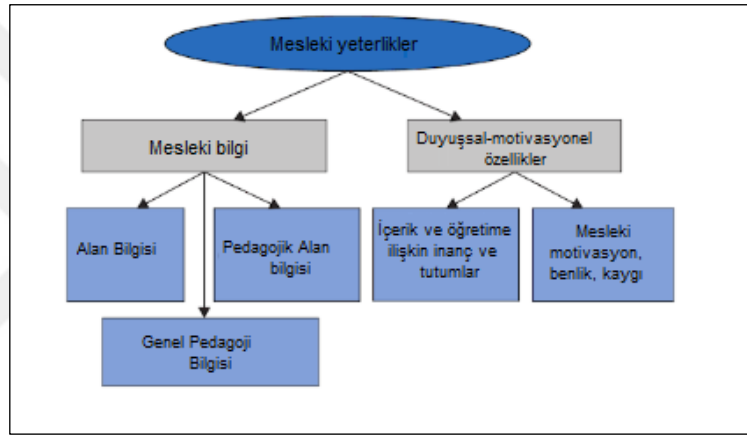 Mesleki yeterlikler
Mesleki bilgi
Duyuşsal-motivasyonel
özellikler
Alan Bilgisi
Pedagojik Alan
bilgisi
İçerik ve öğretime
ilişkin inanç ve
tutumlar
Mesleki
motivasyon,
benlik, kaygı
Genel Pedagoji
Bilgisi